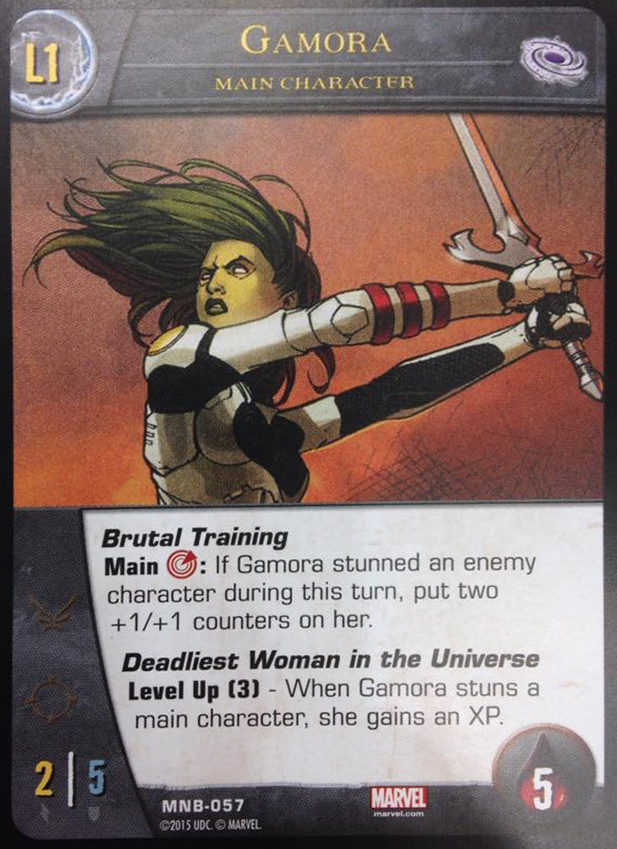 L1
GAMORA
MAIN CHARACTER
Brutal Training
Main : If Gamora stunned an enemy
character during this turn, put two
+1/+1 counters on her.
Deadliest Woman in the Universe
Level Up (3) - When Gamora stuns a
main character, she gains an XP.
2 | 5
5
MNB-057
©2015 UDC. © MARVEL.
MARVEL
marvel.com